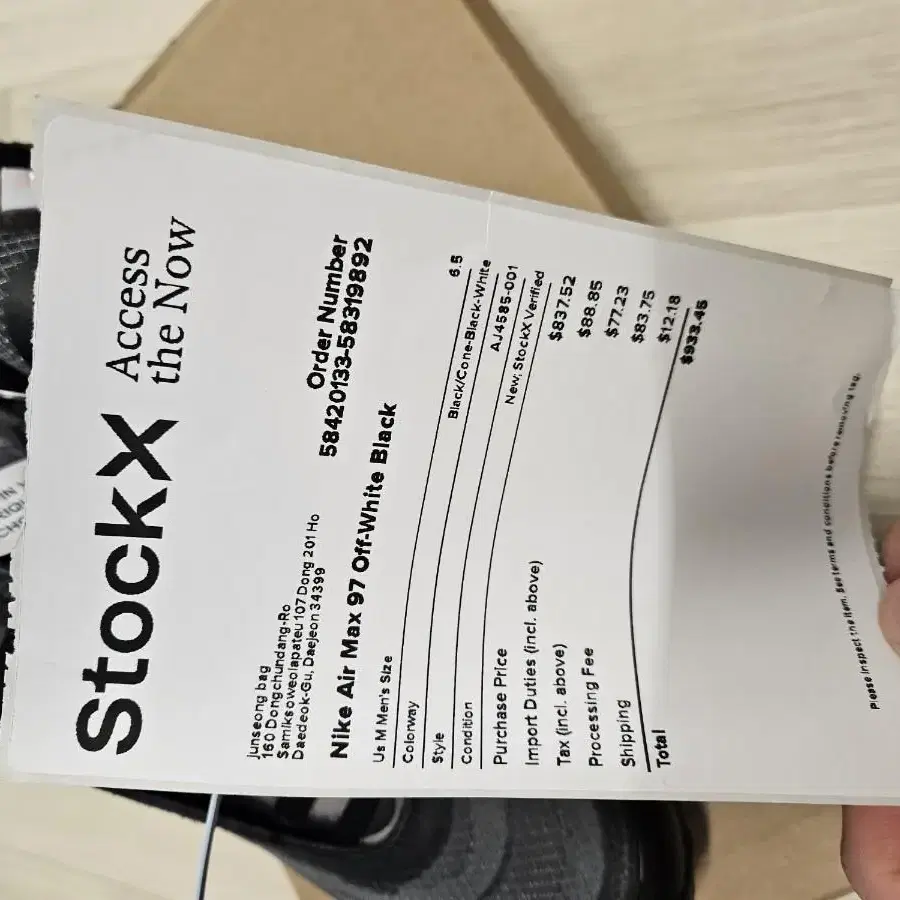 StockX
Access
the Now
junseong bag
160 Dongchundang-Ro
Samiksoweolapateu 107 Dong 201 Ho
Daedeok-Gu, Daejeon 34399
Order Number
58420133-58319892
Nike Air Max 97 Off-White Black
Us M Men's Size 6.5
Colorway Black/Cone-Black-White
Style AJ4585-001
Condition New; StockX Verified
Purchase Price $837.52
Import Duties (incl. above) $88.85
Tax (incl. above) $77.23
Processing Fee $83.75
Shipping $12.18
Total $933.45
Please inspect the item. See terms and conditions before removing tag.
IN